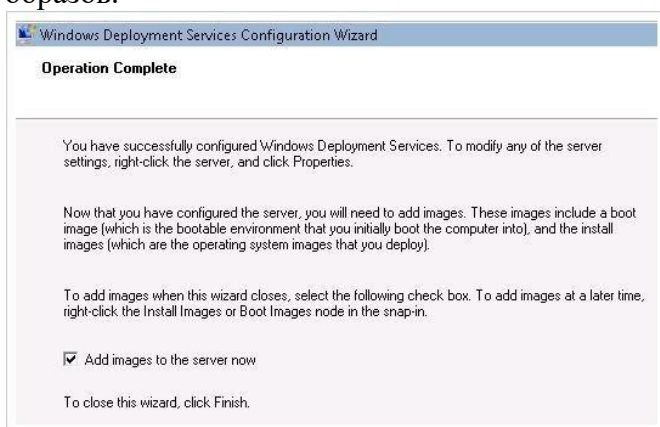 образов.
Windows Deployment Services Configuration Wizard
Operation Complete
You have successfully configured Windows Deployment Services. To modify any of the server
settings, right-click the server, and click Properties.
Now that you have configured the server, you will need to add images. These images include a boot
image (which is the bootable environment that you initially boot the computer into), and the install
images (which are the operating system images that you deploy).
To add images when this wizard closes, select the following check box. To add images at a later time,
right-click the Install Images or Boot Images node in the snap-in.
Add images to the server now
To close this wizard, click Finish.